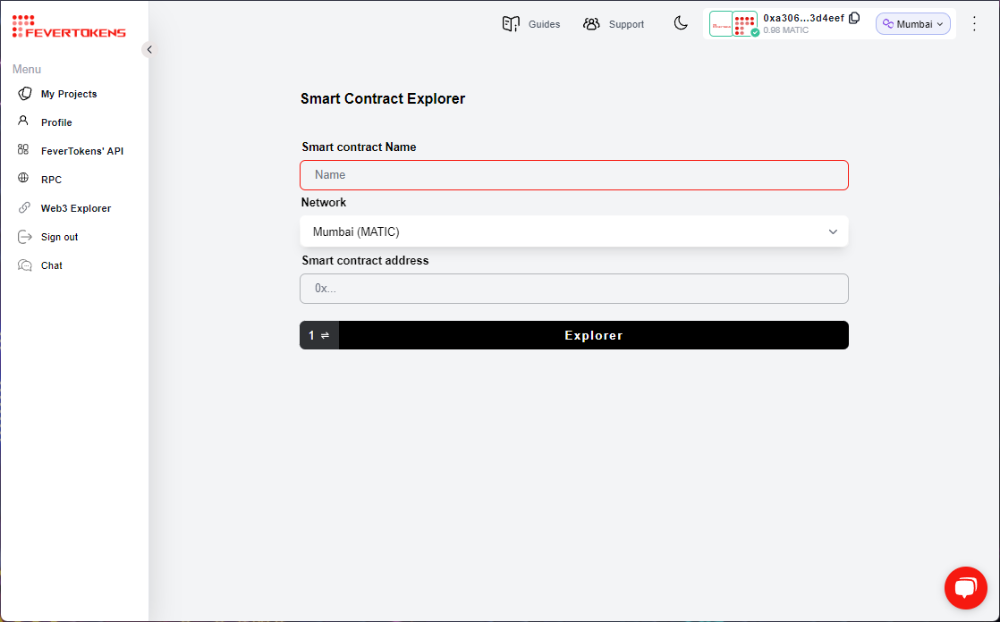 FEVERTOKENS
Guides
Support
0xa306...3d4eef
0.98 MATIC
Mumbai
Menu
My Projects
Profile
FeverTokens' API
RPC
Web3 Explorer
Sign out
Chat
Smart Contract Explorer
Smart contract Name
Name
Network
Mumbai (MATIC)
Smart contract address
0x...
1 ⇌ Explorer